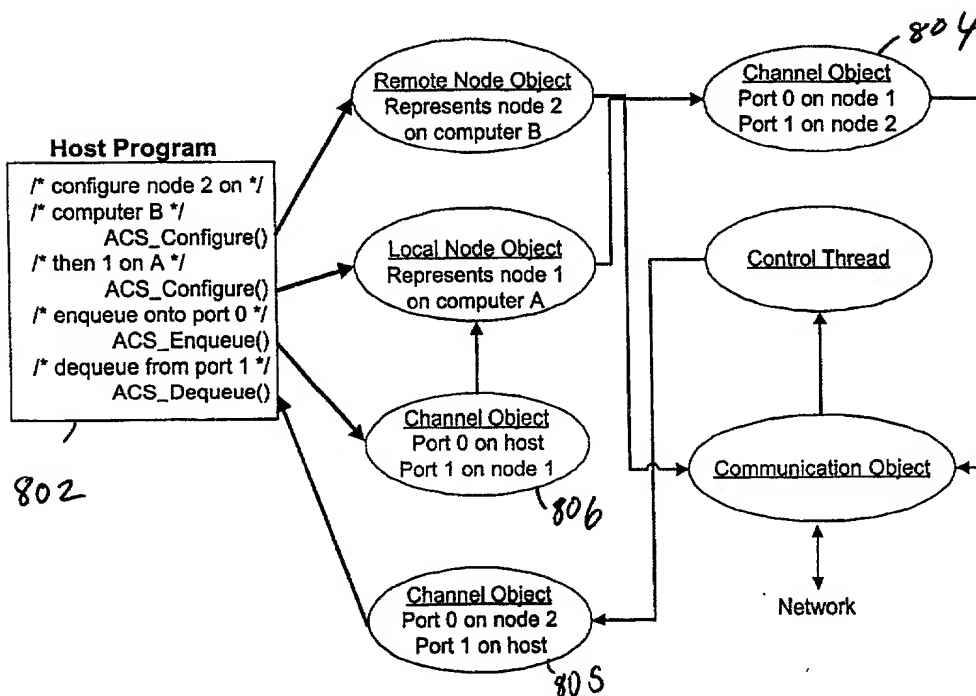 804
Remote Node Object
Represents node 2
on computer B
Channel Object
Port 0 on node 1
Port 1 on node 2
Host Program
/* configure node 2 on */
/* computer B */
ACS_Configure()
/* then 1 on A */
ACS_Configure()
/* enqueue onto port 0 */
ACS_Enqueue()
/* dequeue from port 1 */
ACS_Dequeue()
802
Local Node Object
Represents node 1
on computer A
Control Thread
Channel Object
Port 0 on host
Port 1 on node 1
806
Communication Object
Network
Channel Object
Port 0 on node 2
Port 1 on host
805